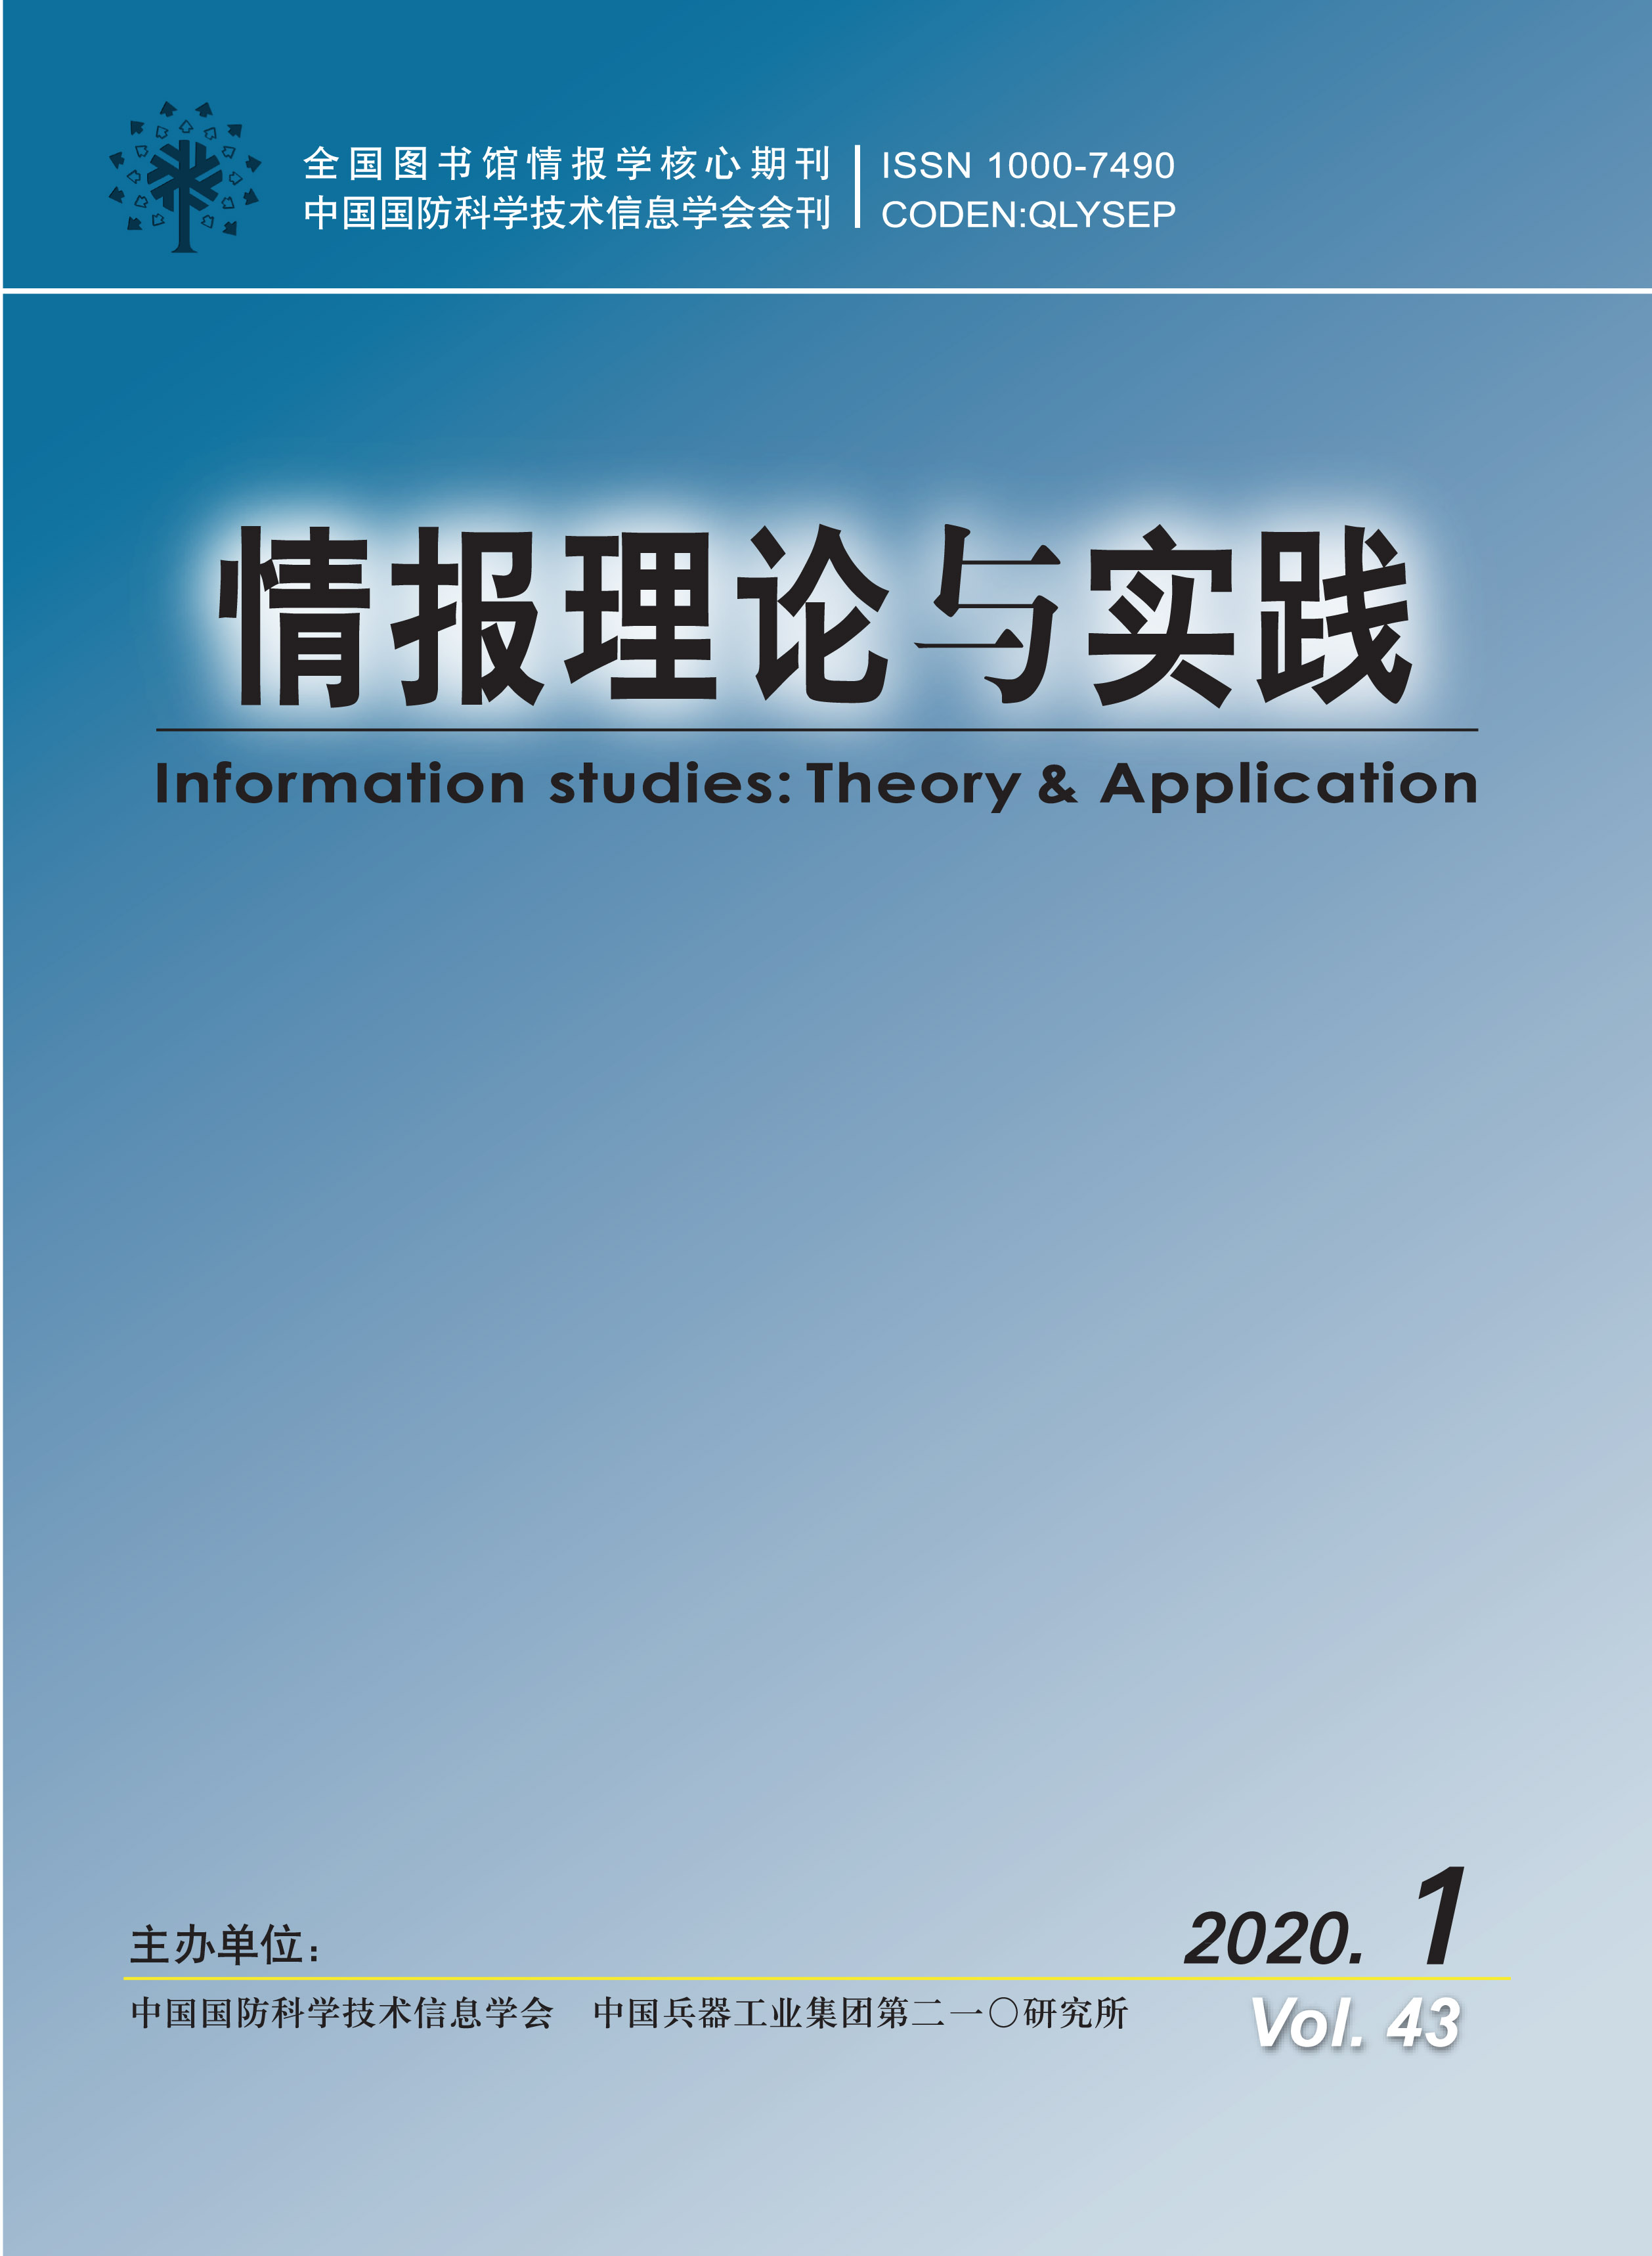 全国图书馆情报学核心期刊
中国国防科学技术信息学会会刊
ISSN 1000-7490
CODEN:QLYSEP
情报理论与实践
Information studies: Theory & Application
2020. 1
主办单位：
中国国防科学技术信息学会 中国兵器工业集团第二一〇研究所
Vol. 43